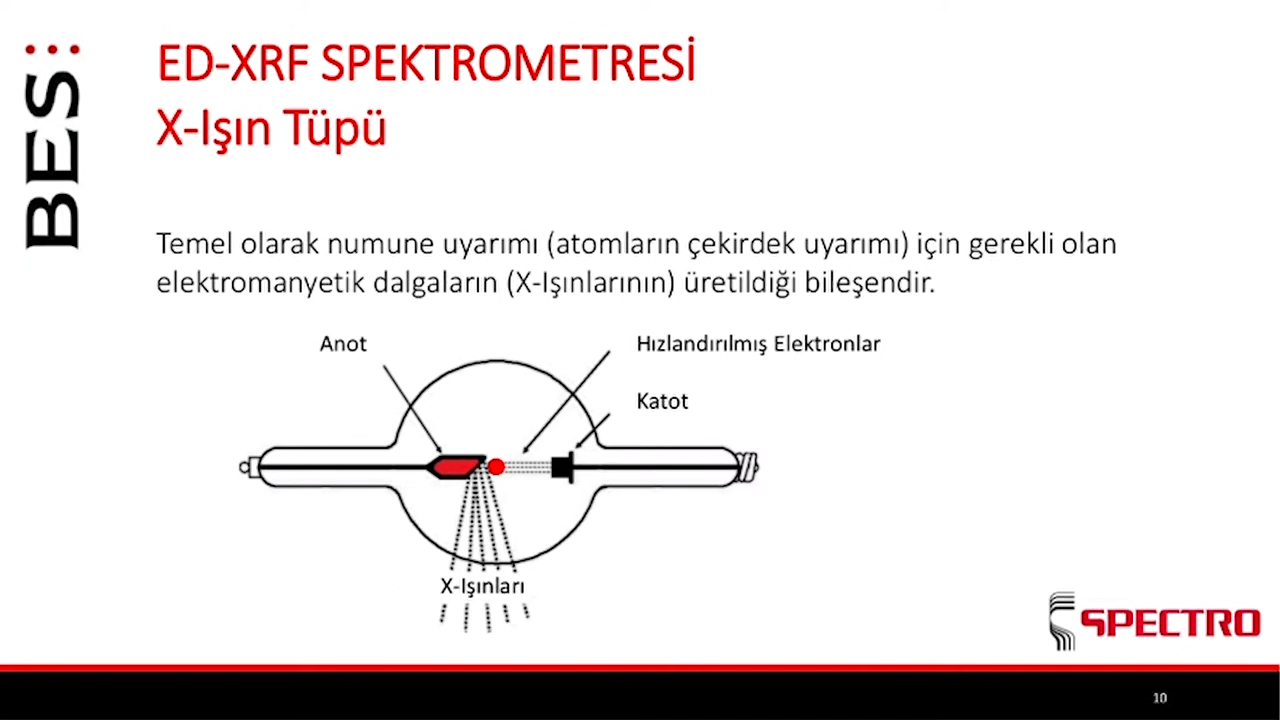 BES
ED-XRF SPEKTROMETRESİ
X-Işın Tüpü
Temel olarak numune uyarımı (atomların çekirdek uyarımı) için gerekli olan
elektromanyetik dalgaların (X-Işınlarının) üretildiği bileşendir.
Anot
Hızlandırılmış Elektronlar
Katot
X-Işınları
SPECTRO
10